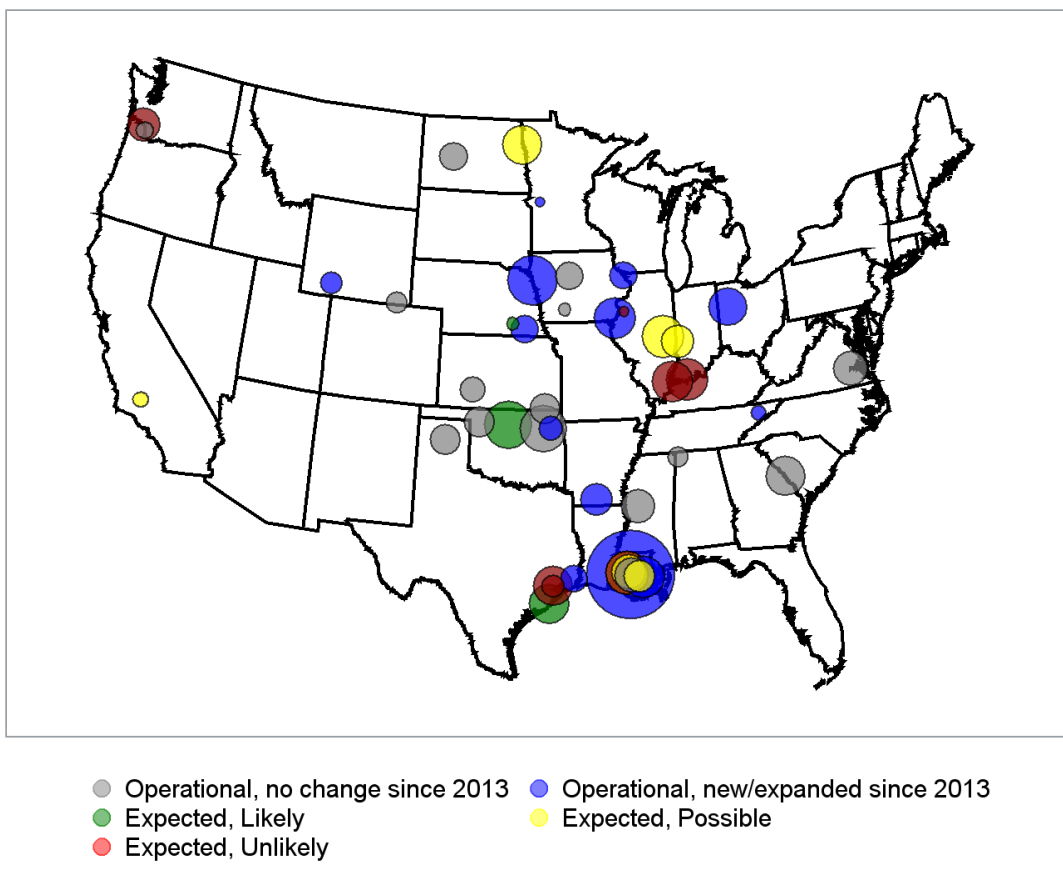 Operational, no change since 2013
Operational, new/expanded since 2013
Expected, Likely
Expected, Possible
Expected, Unlikely